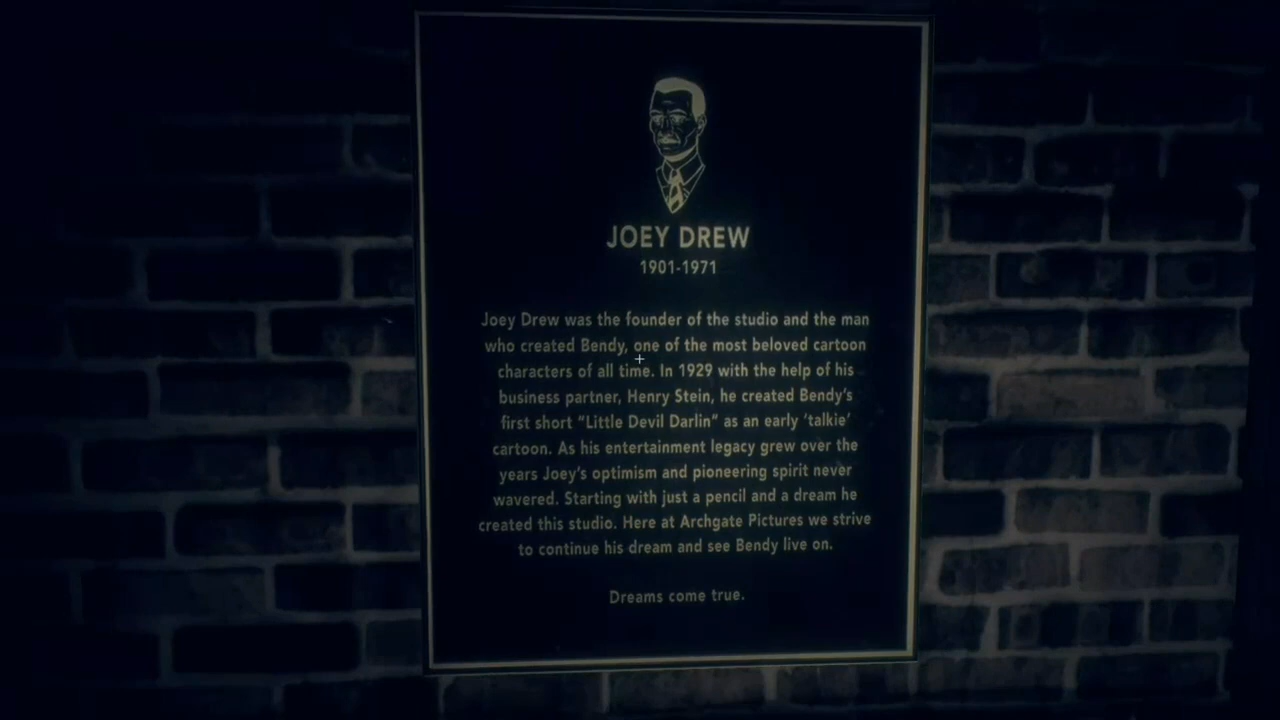 JOEY DREW
1901-1971
Joey Drew was the founder of the studio and the man
who created Bendy, one of the most beloved cartoon
characters of all time. In 1929 with the help of his
business partner, Henry Stein, he created Bendy's
first short "Little Devil Darlin" as an early 'talkie'
cartoon. As his entertainment legacy grew over the
years Joey's optimism and pioneering spirit never
wavered. Starting with just a pencil and a dream he
created this studio. Here at Archgate Pictures we strive
to continue his dream and see Bendy live on.
Dreams come true.